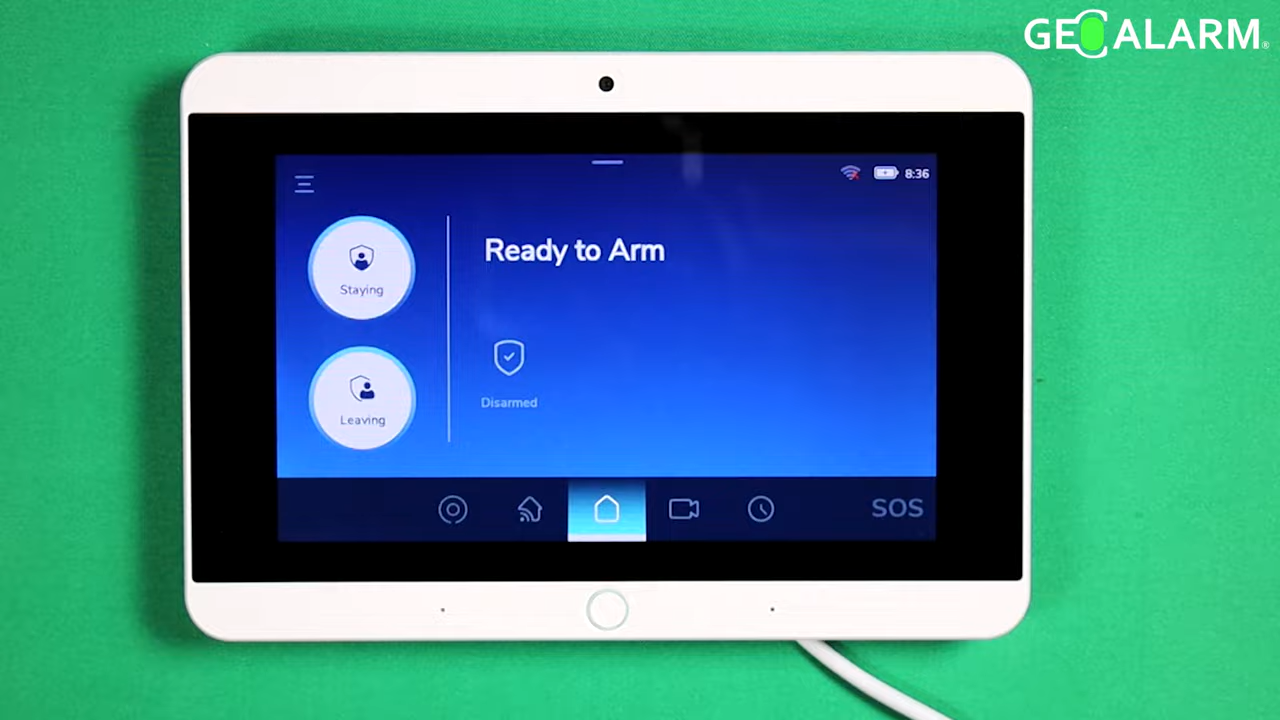 GEOALARM®
8:36
Ready to Arm
Staying
Leaving
Disarmed
SOS